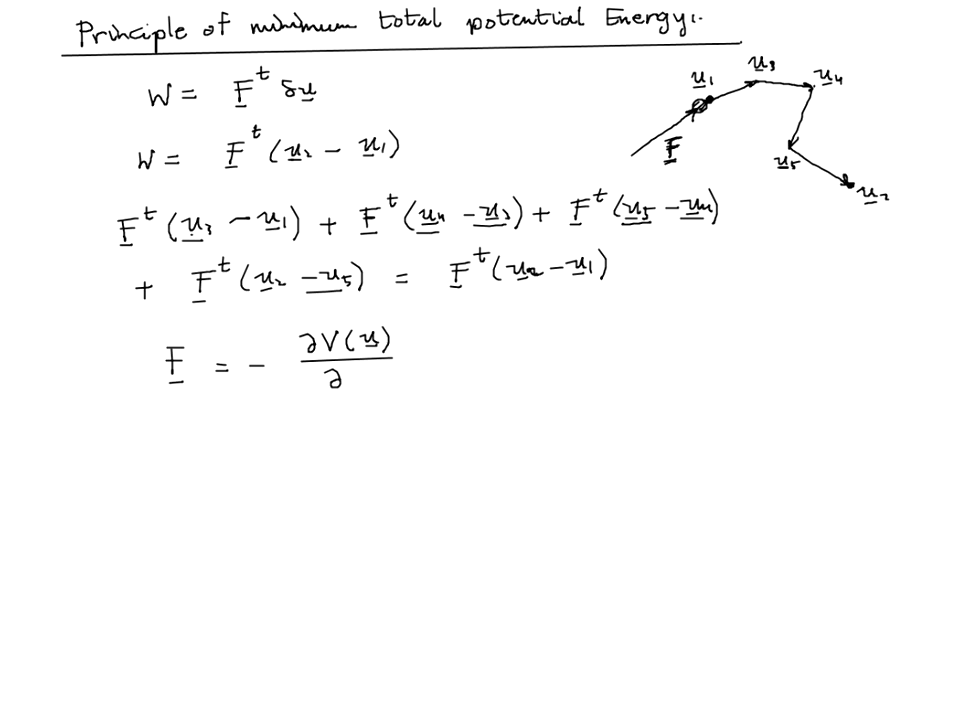 Principle of minimum total potential Energy:.
W = F^t δu
W = F^t (u₂ - u₁)
u₁
u₃
u₄
F
u₅
u₂
F^t (u₃ - u₁) + F^t (u₄ - u₃) + F^t (u₅ - u₄)
+ F^t (u₂ - u₅) = F^t (u₂ - u₁)
F = - ∂V(u)
∂